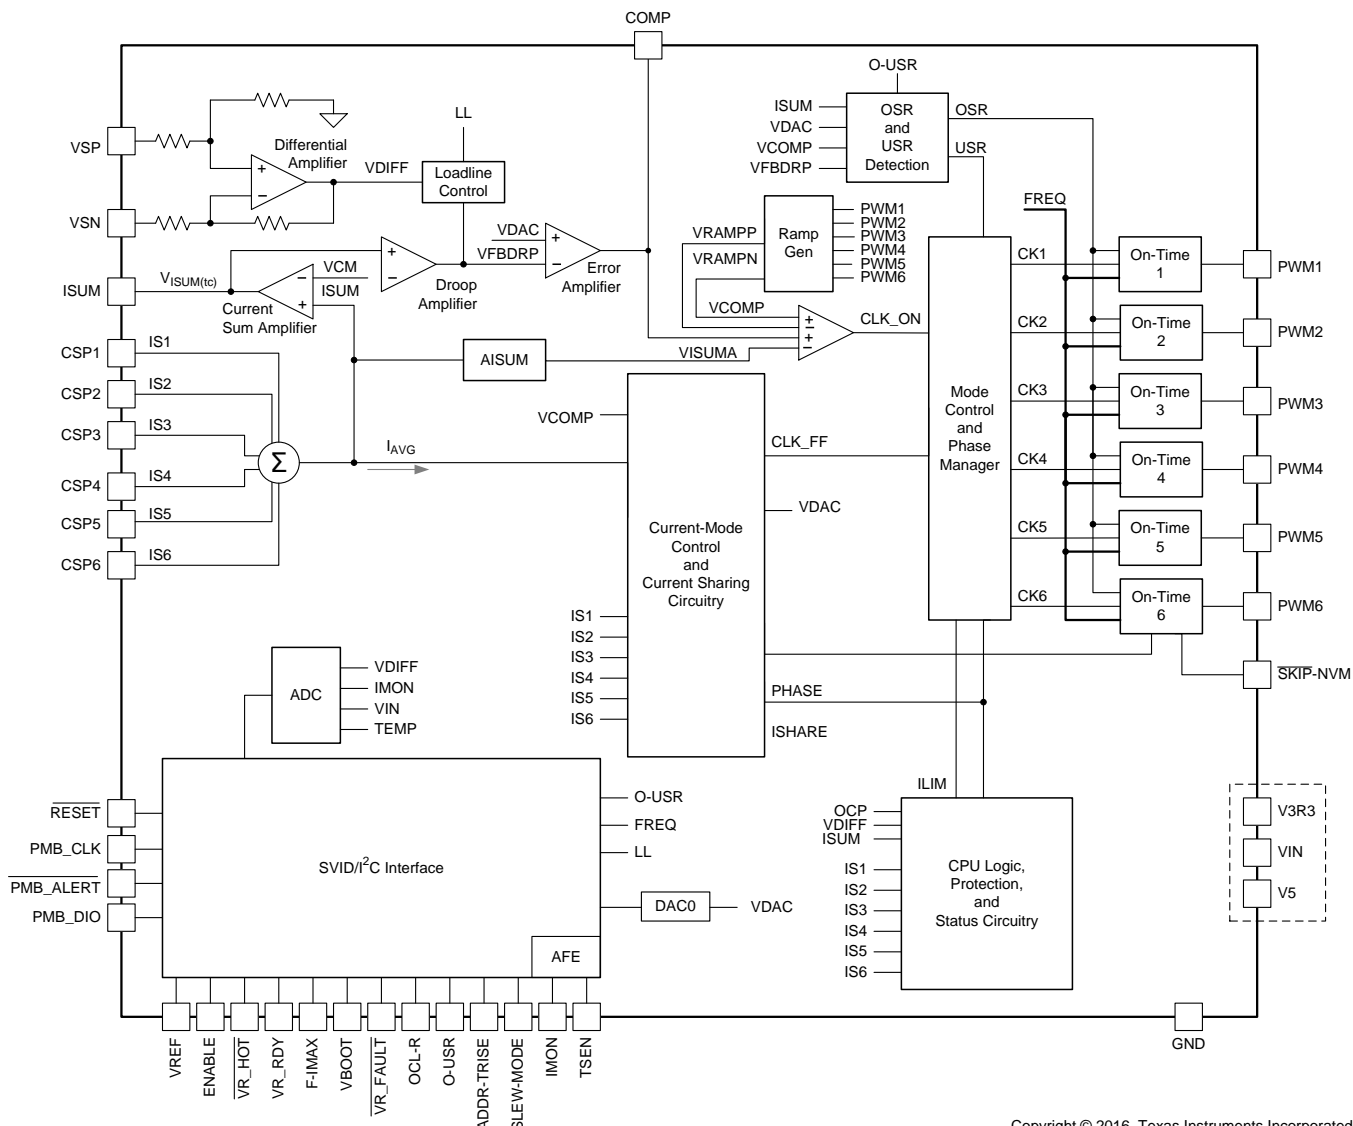 COMP
O-USR
OSR
and
USR
Detection
ISUM
VDAC
VCOMP
VFBDRP
OSR
USR
VSP
Differential
Amplifier
LL
VDIFF
Loadline
Control
VSN
VDAC
VFBDRP
Error
Amplifier
VRAMPP
VRAMPN
Ramp
Gen
PWM1
PWM2
PWM3
PWM4
PWM5
PWM6
FREQ
ISUM
VISUM(tc)
VCM
ISUM
Current
Sum Amplifier
Droop
Amplifier
VCOMP
CLK_ON
AISUM
VISUMA
CSP1
IS1
CSP2
IS2
CSP3
IS3
CSP4
IS4
CSP5
IS5
CSP6
IS6
Σ
IAVG
VCOMP
CLK_FF
VDAC
Current-Mode
Control
and
Current Sharing
Circuitry
IS1
IS2
IS3
IS4
IS5
IS6
PHASE
ISHARE
Mode
Control
and
Phase
Manager
CK1
On-Time
1
PWM1
CK2
On-Time
2
PWM2
CK3
On-Time
3
PWM3
CK4
On-Time
4
PWM4
CK5
On-Time
5
PWM5
CK6
On-Time
6
PWM6
SKIP-NVM
ADC
VDIFF
IMON
VIN
TEMP
RESET
PMB_CLK
PMB_ALERT
PMB_DIO
SVID/I2C Interface
O-USR
FREQ
LL
DAC0
VDAC
AFE
ILIM
OCP
VDIFF
ISUM
IS1
IS2
IS3
IS4
IS5
IS6
CPU Logic,
Protection,
and
Status Circuitry
V3R3
VIN
V5
GND
VREF
ENABLE
VR_HOT
VR_RDY
F-IMAX
VBOOT
VR_FAULT
OCL-R
O-USR
ADDR-TRISE
SLEW-MODE
IMON
TSEN
Copyright © 2016, Texas Instruments Incorporated